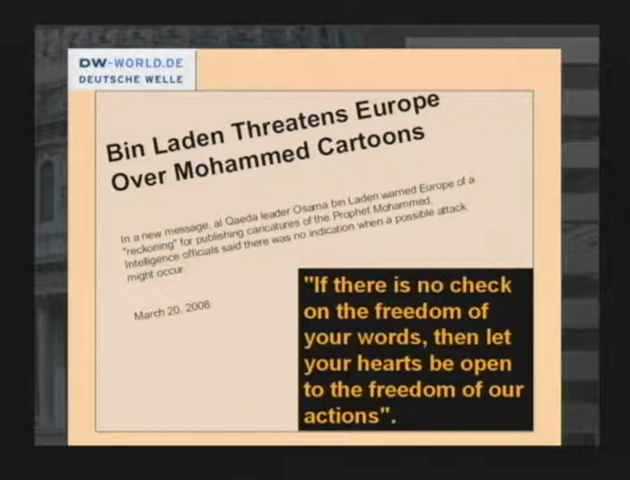 DW-WORLD.DE
DEUTSCHE WELLE
Bin Laden Threatens Europe
Over Mohammed Cartoons
In a new message, al Qaeda leader Osama bin Laden warned Europe of a
"reckoning" for publishing caricatures of the Prophet Mohammed.
Intelligence officials said there was no indication when a possible attack
might occur.
March 20, 2008
"If there is no check
on the freedom of
your words, then let
your hearts be open
to the freedom of our
actions".